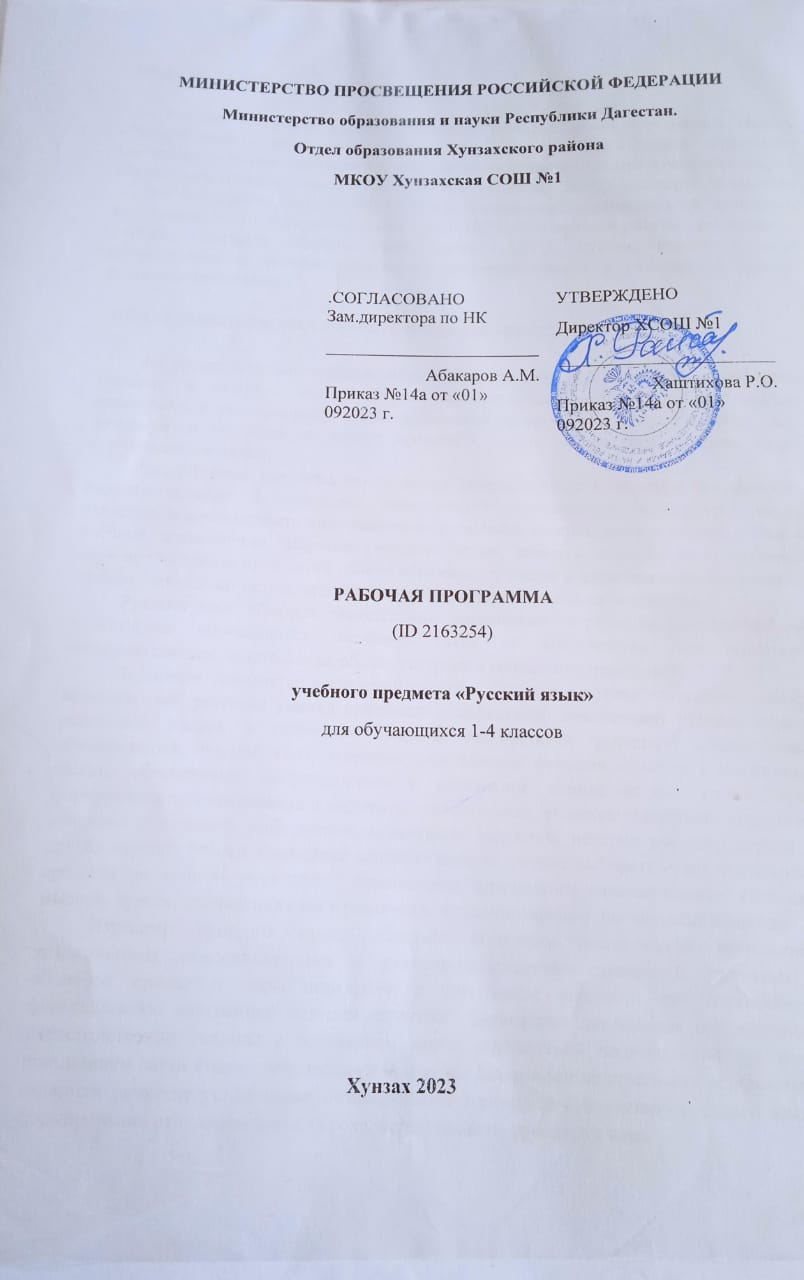 МИНИСТЕРСТВО ПРОСВЕЩЕНИЯ РОССИЙСКОЙ ФЕДЕРАЦИИ
Министерство образования и науки Республики Дагестан.
Отдел образования Хунзахского района
МКОУ Хунзахская СОШ №1
.СОГЛАСОВАНО
Зам.директора по НК
Абакаров А.М.
Приказ №14а от «01»
092023 г.
УТВЕРЖДЕНО
Директор ХСОШ №1
Хаштихова Р.О.
Приказ №14а от «01»
092023 г.
РАБОЧАЯ ПРОГРАММА
(ID 2163254)
учебного предмета «Русский язык»
для обучающихся 1-4 классов
Хунзах 2023